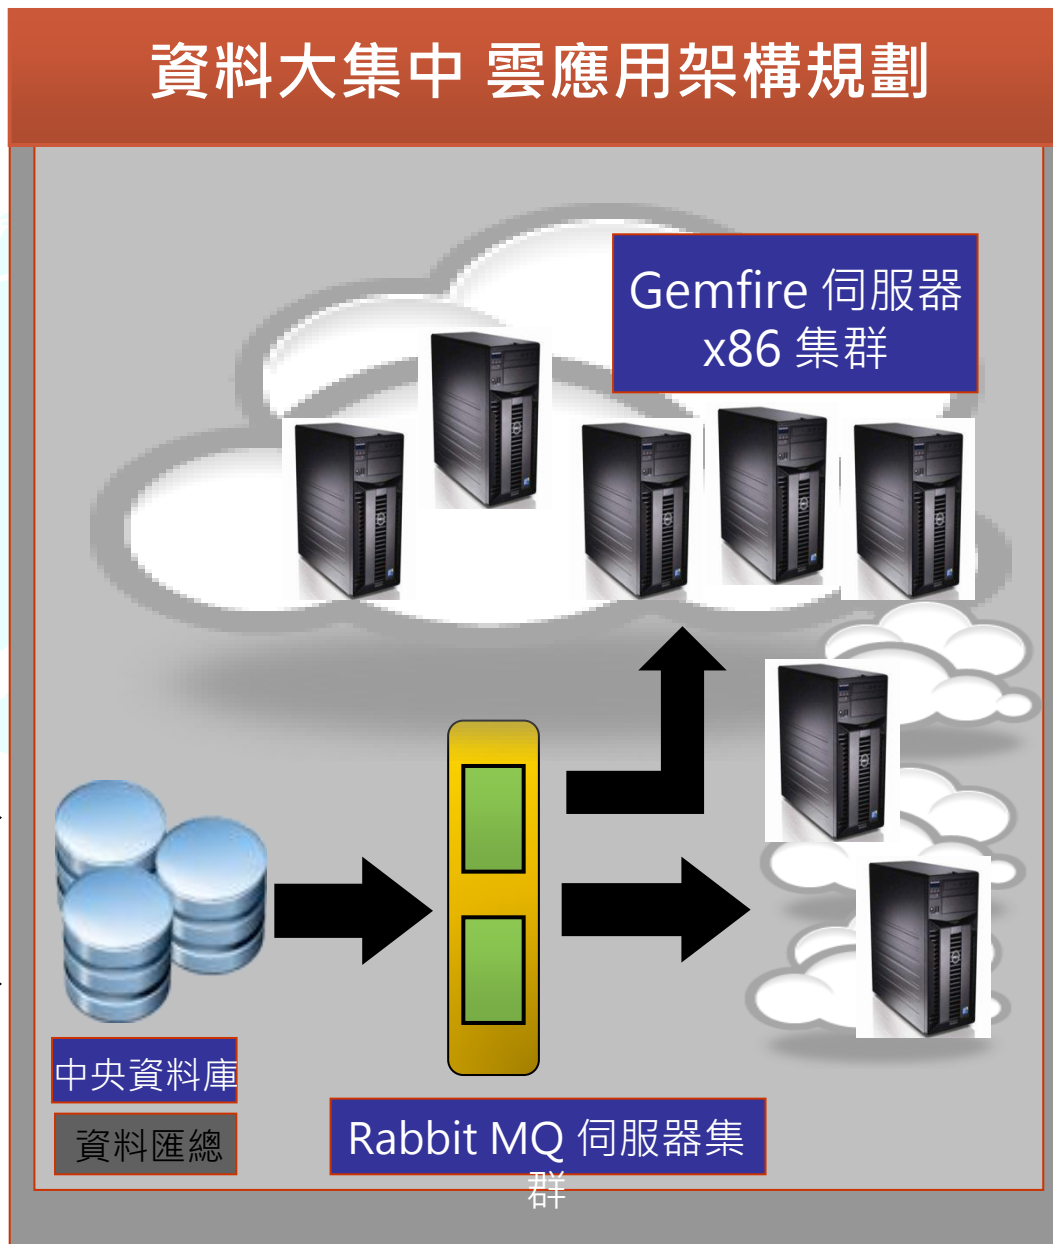 資料大集中 雲應用架構規劃
Gemfire 伺服器
x86 集群
中央資料庫
資料匯總
Rabbit MQ 伺服器集
群